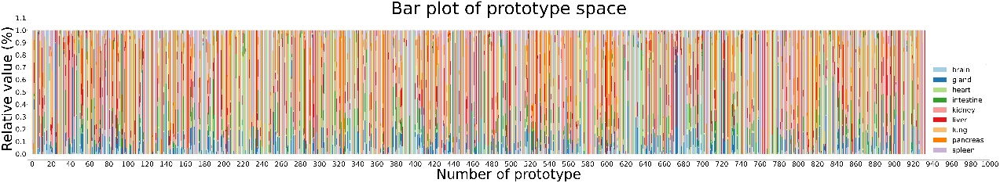 Bar plot of prototype space
Relative value (%)
1.1
1.0
0.9
0.8
0.7
0.6
0.5
0.4
0.3
0.2
0.1
0.0
0 20 40 60 80 100 120 140 160 180 200 220 240 260 280 300 320 340 360 380 400 420 440 460 480 500 520 540 560 580 600 620 640 660 680 700 720 740 760 780 800 820 840 860 880 900 920 940 960 980 1000
Number of prototype
brain
gland
heart
intestine
kidney
liver
lung
pancreas
spleen